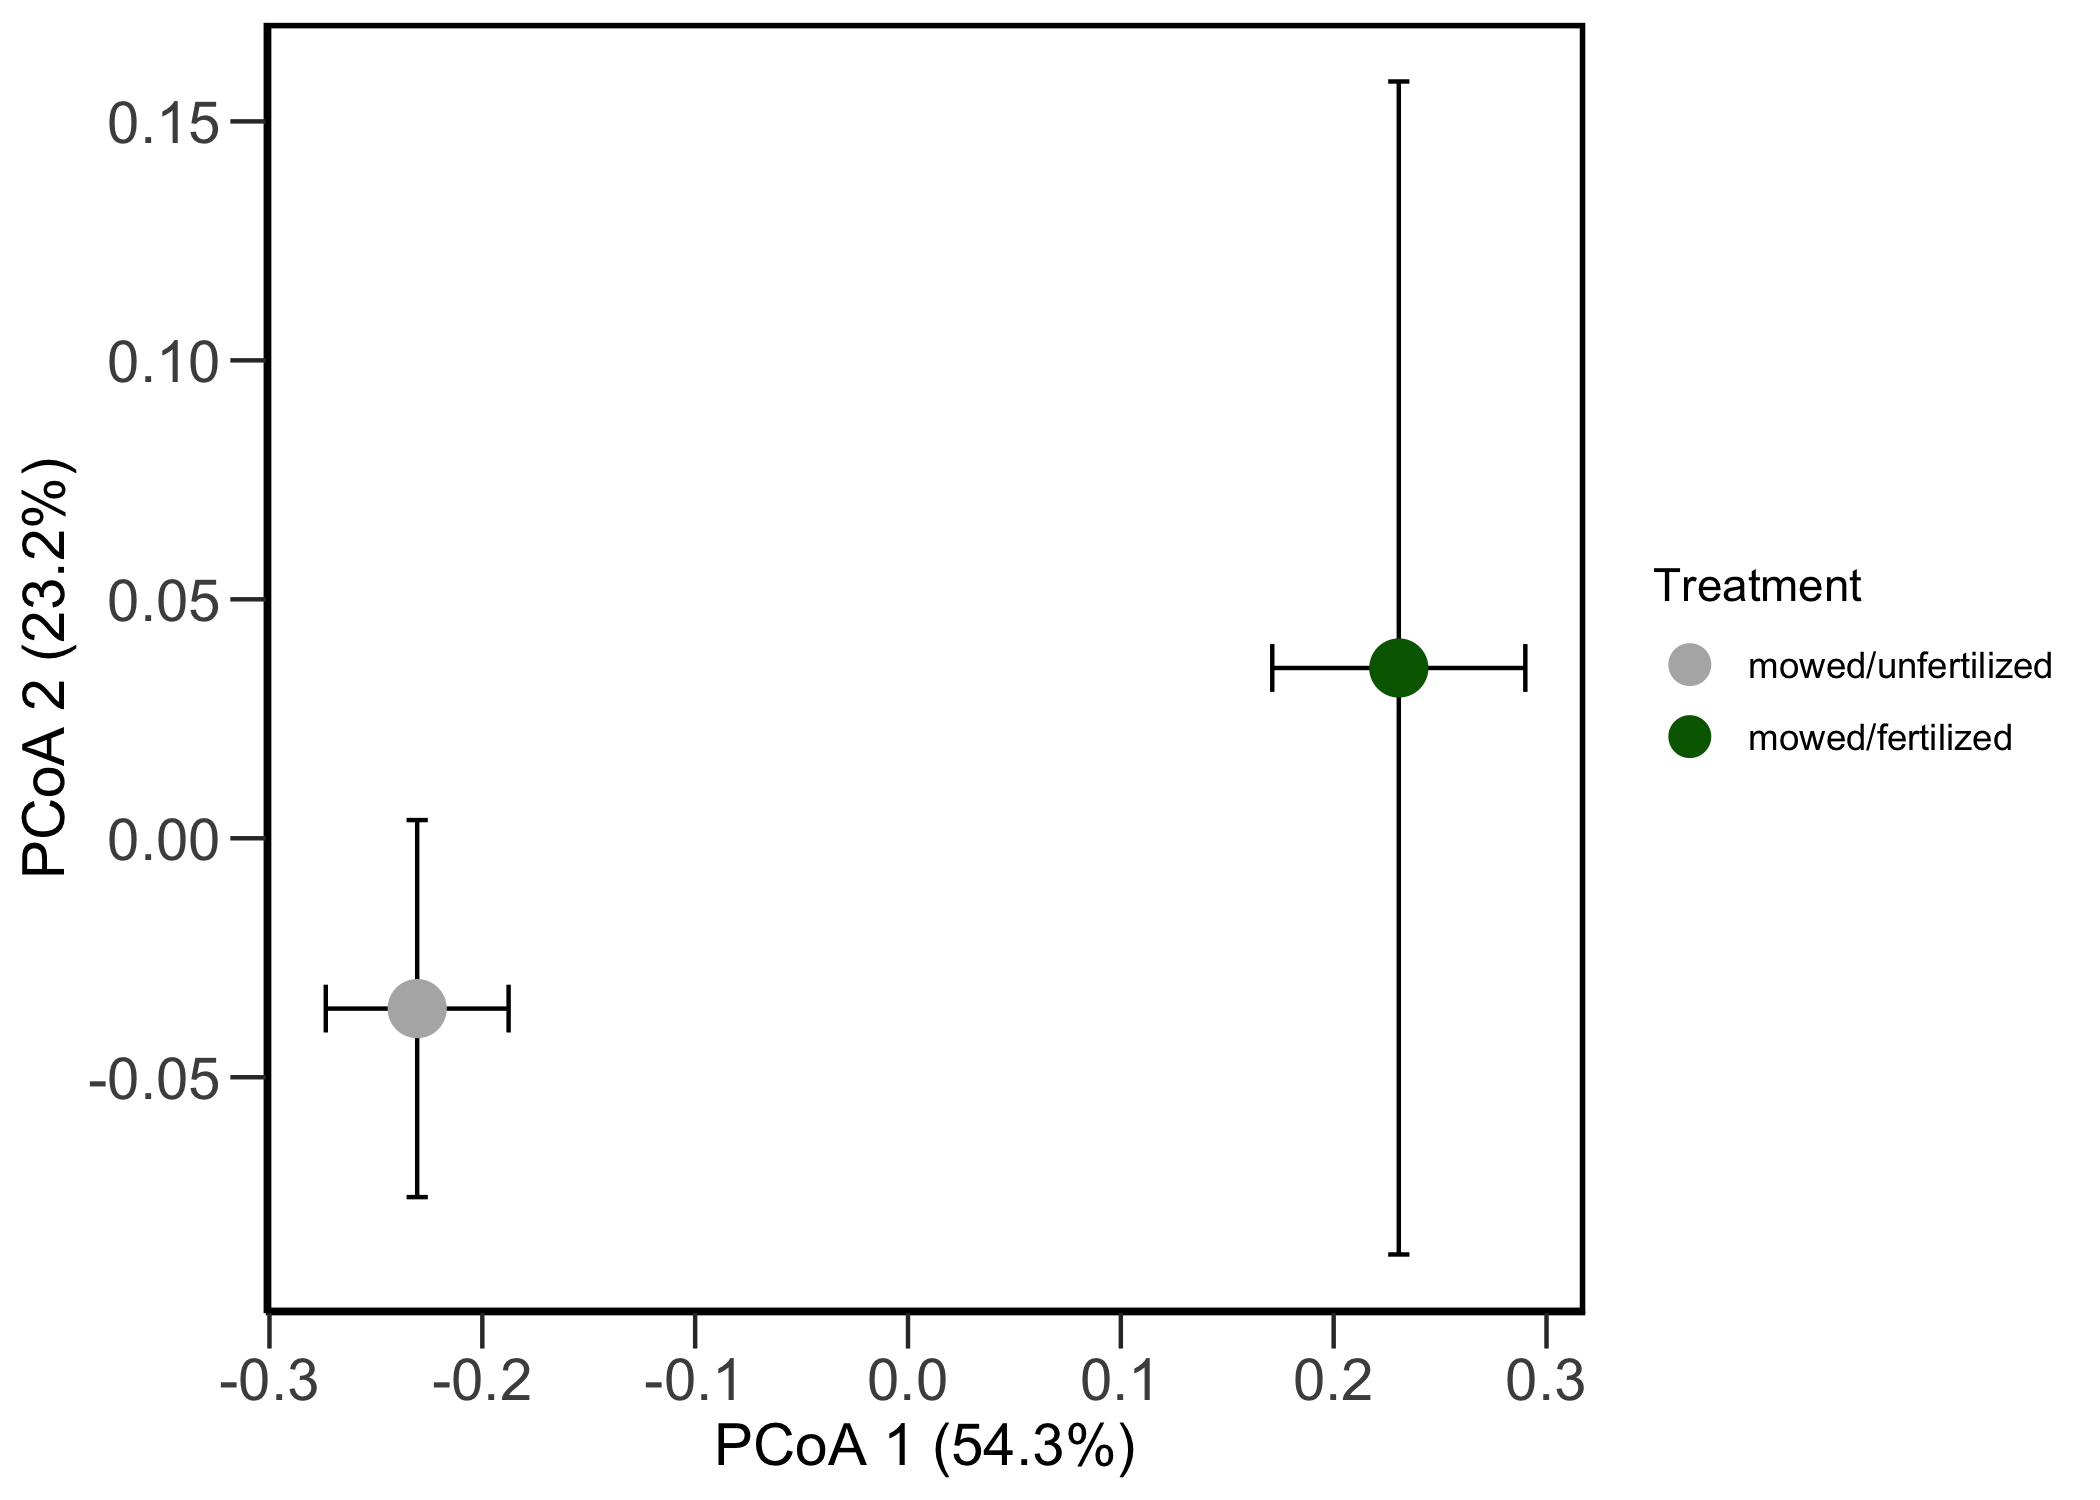 0.15
0.10
0.05
0.00
-0.05
PCoA 2 (23.2%)
-0.3 -0.2 -0.1 0.0 0.1 0.2 0.3
PCoA 1 (54.3%)
Treatment
mowed/unfertilized
mowed/fertilized